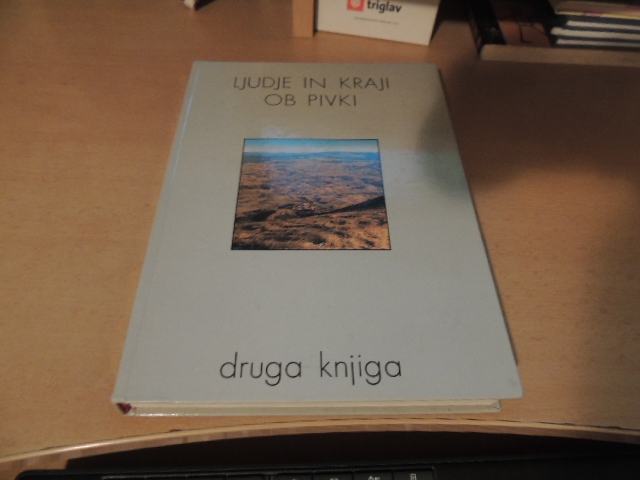 triglav
LJUDJE IN KRAJI
OB PIVKI
druga knjiga